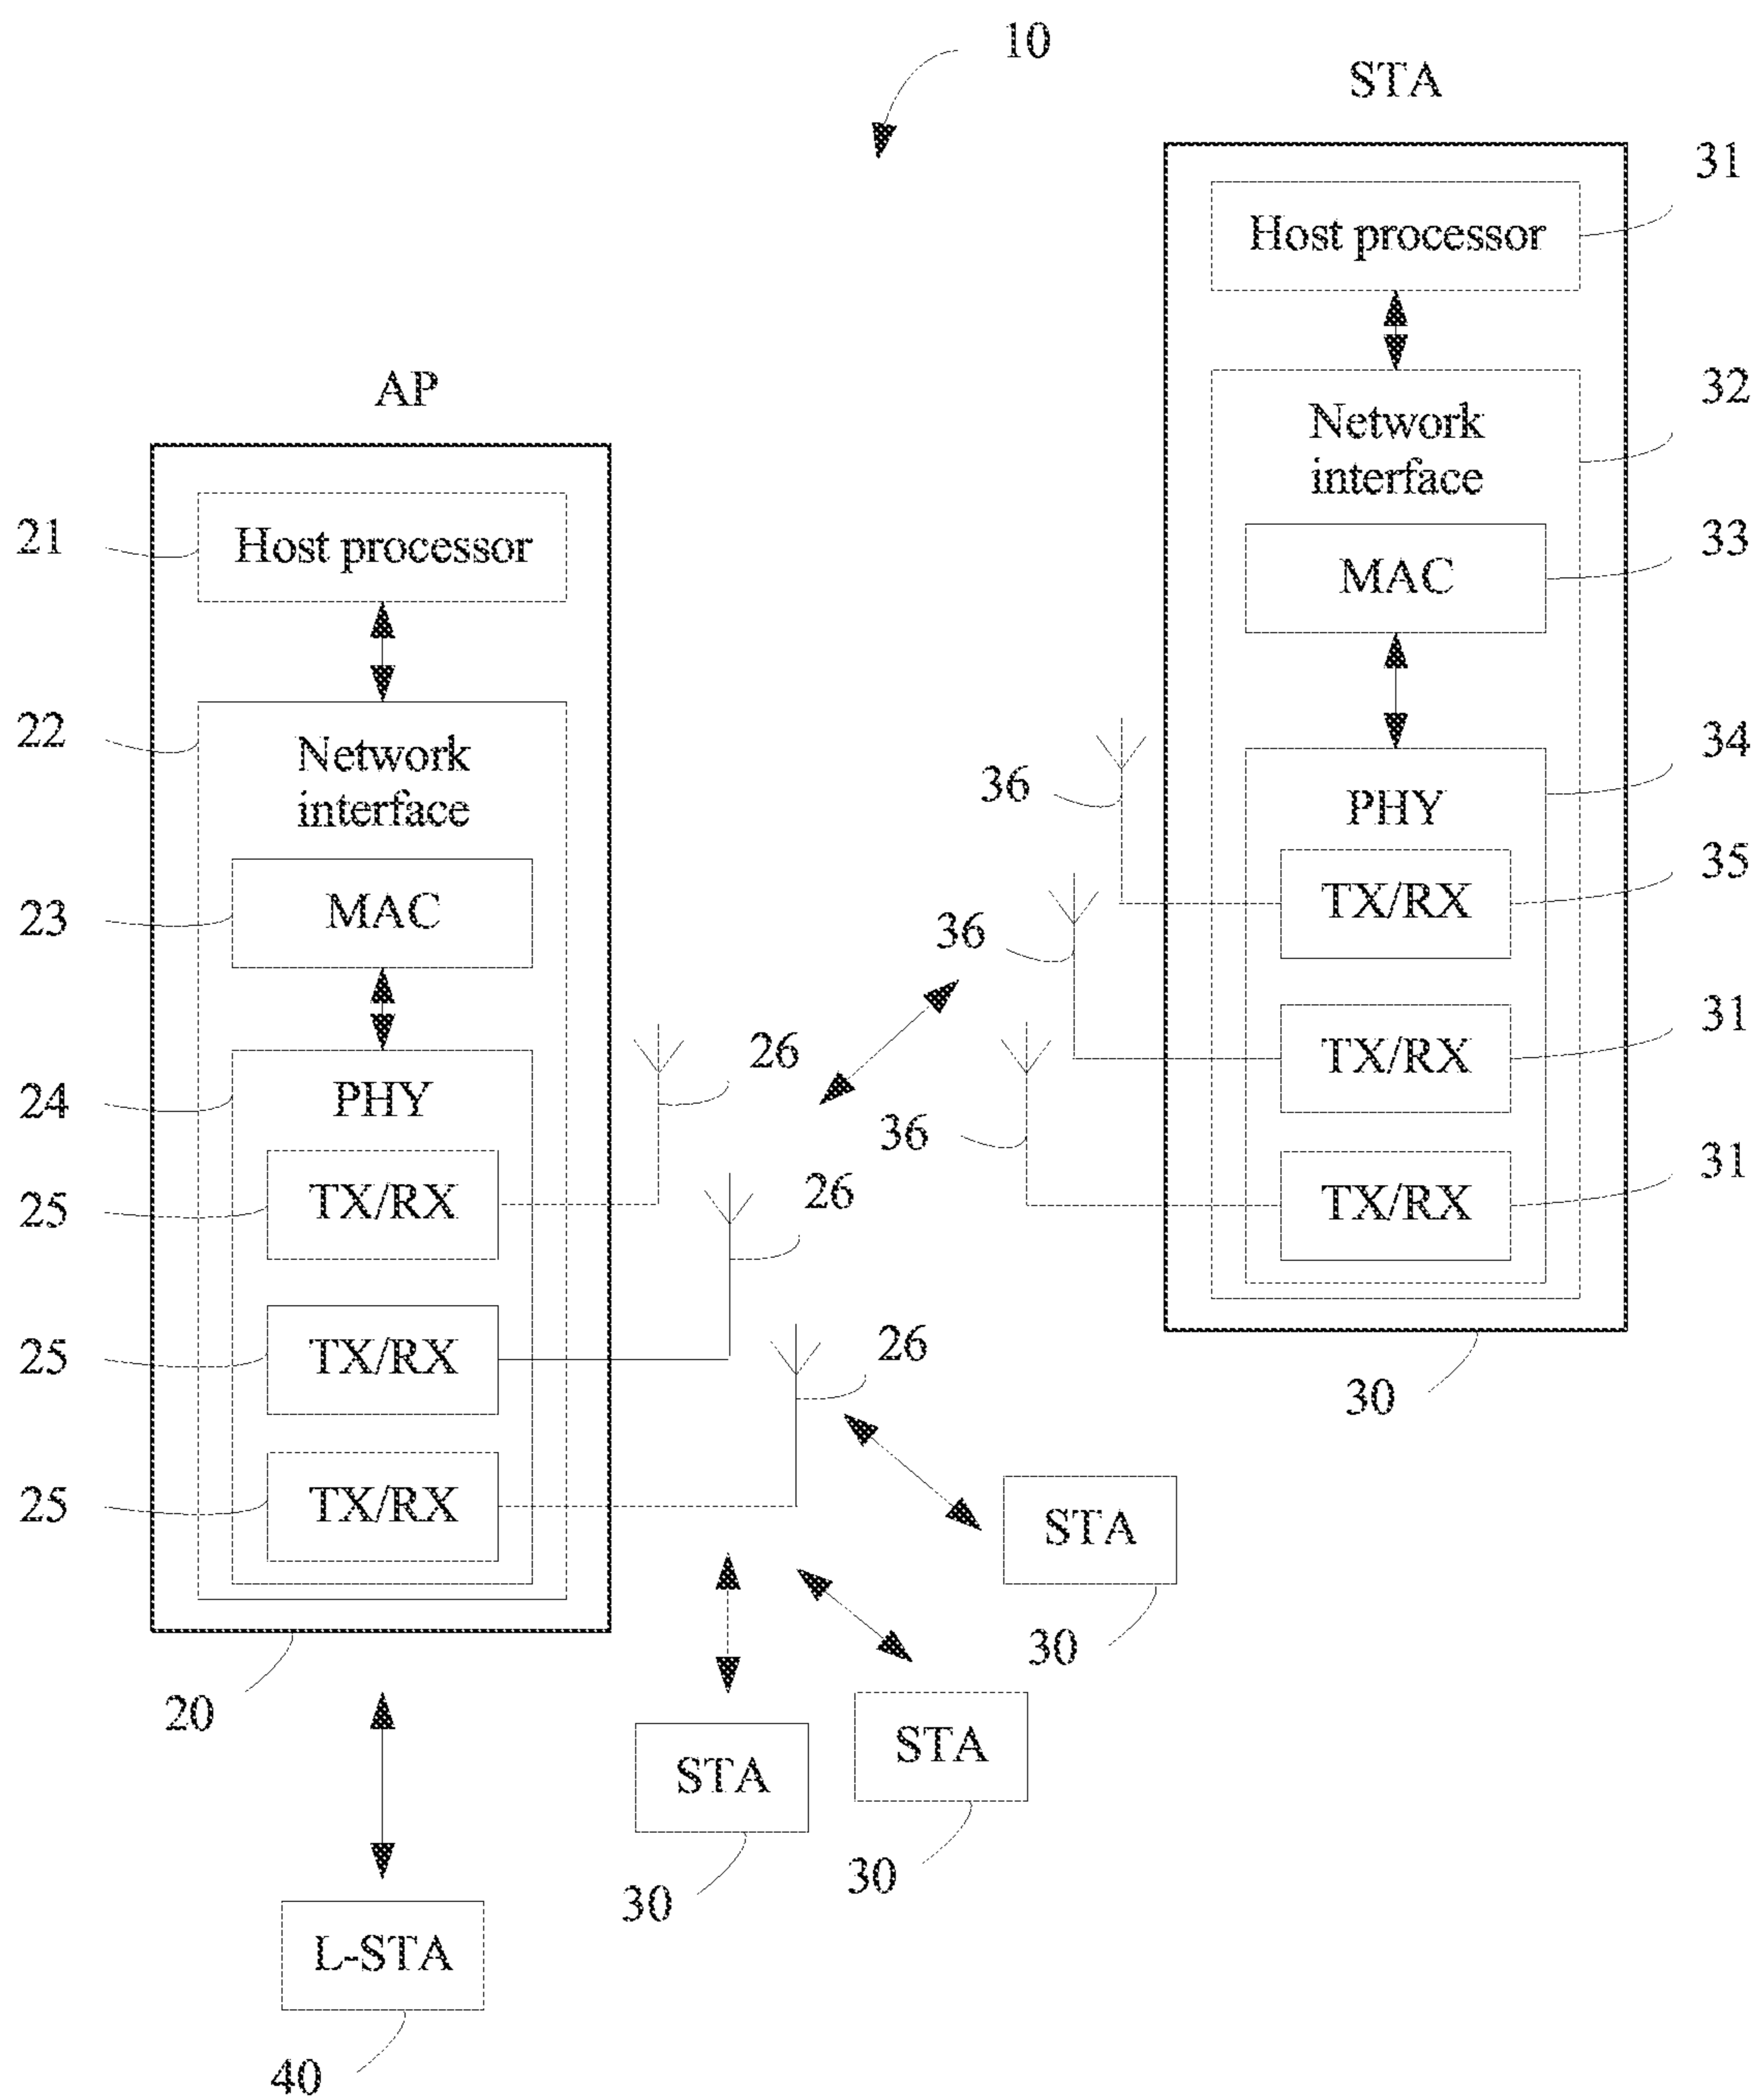 10
STA
31
Host processor
32
Network
interface
33
MAC
34
PHY
35
TX/RX
31
TX/RX
31
TX/RX
36
36
36
30
AP
21
Host processor
22
Network
interface
23
MAC
24
PHY
25
TX/RX
25
TX/RX
25
TX/RX
26
26
26
20
STA
30
STA
30
STA
30
L-STA
40